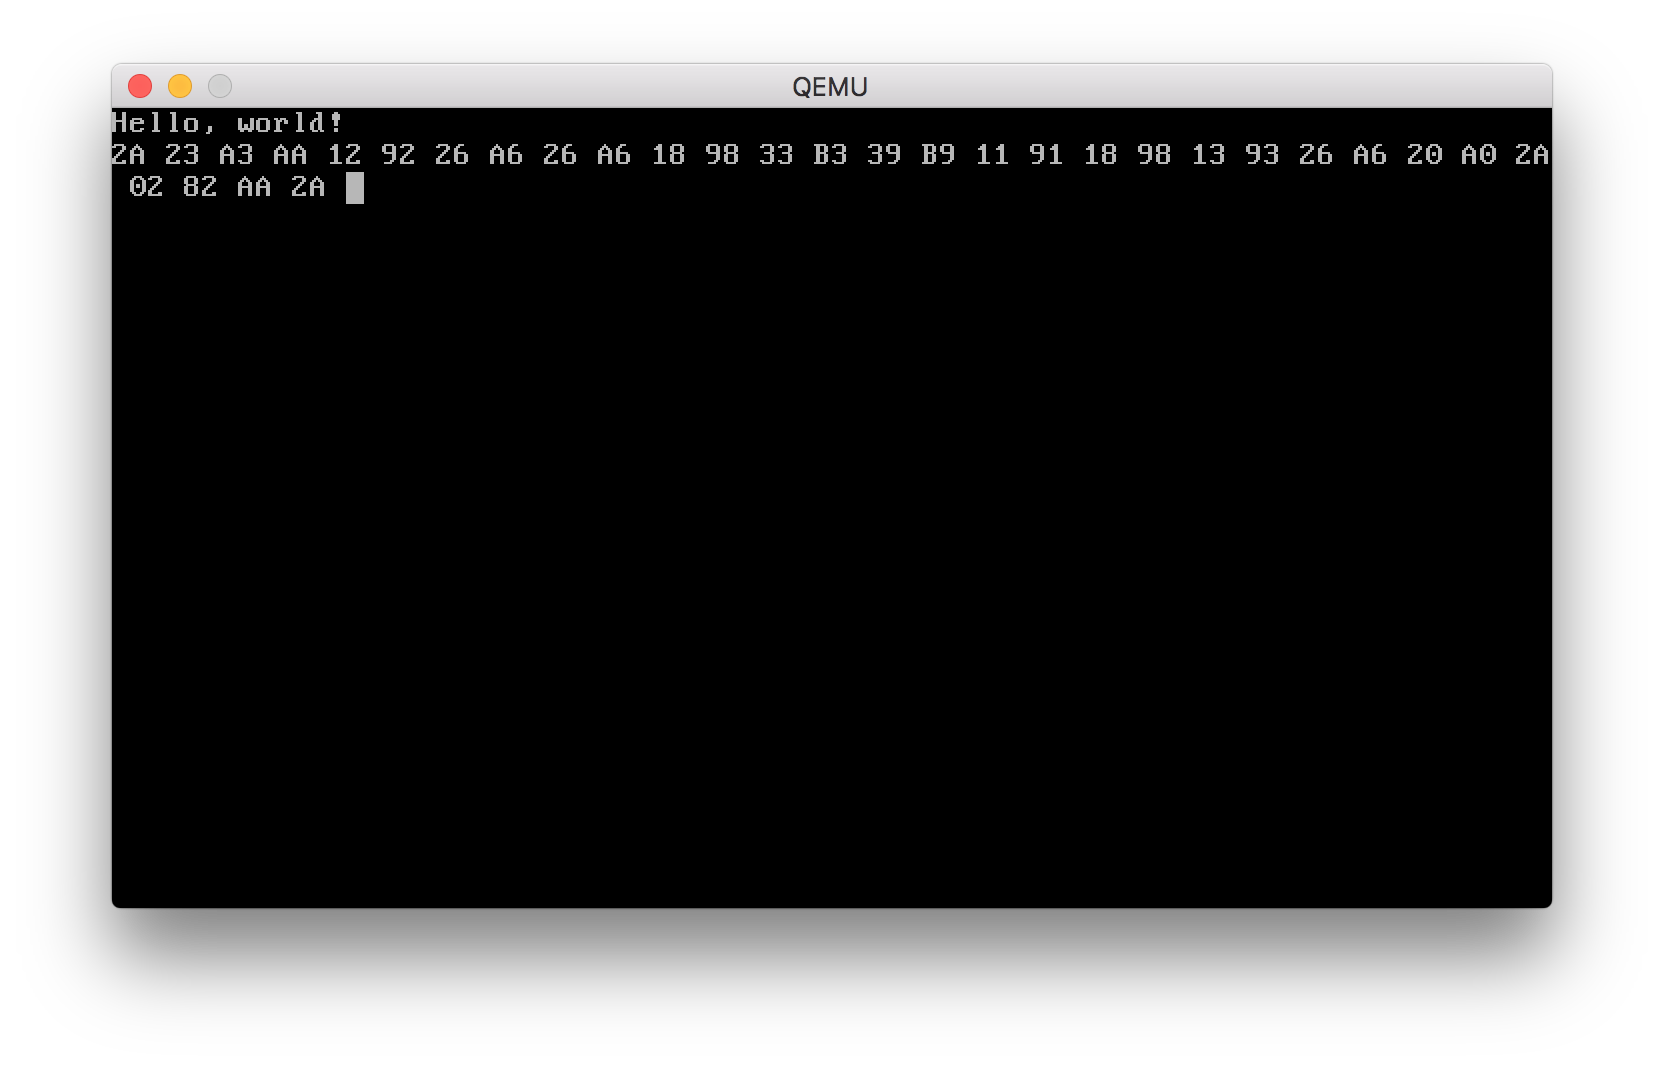 QEMU
Hello, world!
2A 23 A3 AA 12 92 26 A6 26 A6 18 98 33 B3 39 B9 11 91 18 98 13 93 26 A6 20 A0 2A
02 82 AA 2A